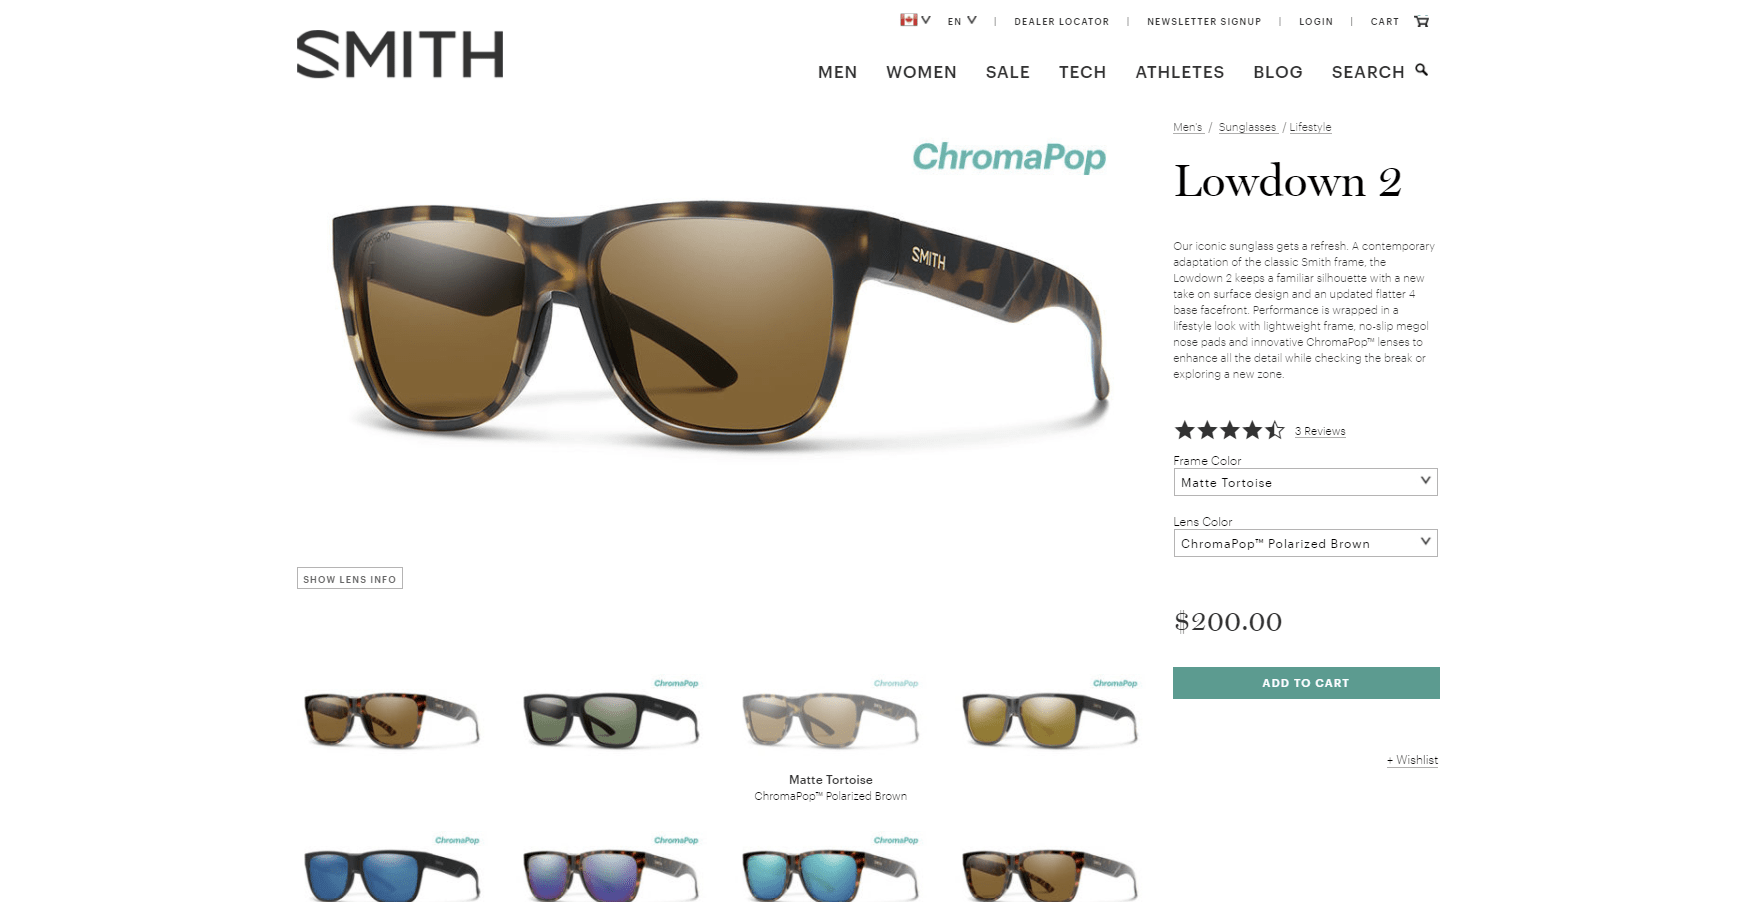 EN | DEALER LOCATOR | NEWSLETTER SIGNUP | LOGIN | CART
SMITH
MEN WOMEN SALE TECH ATHLETES BLOG SEARCH
Men's / Sunglasses / Lifestyle
ChromaPop
Lowdown 2
SMITH
Our iconic sunglass gets a refresh. A contemporary
adaptation of the classic Smith frame, the
Lowdown 2 keeps a familiar silhouette with a new
take on surface design and an updated flatter 4
base facefront. Performance is wrapped in a
lifestyle look with lightweight frame, no-slip megol
nose pads and innovative ChromaPop™ lenses to
enhance all the detail while checking the break or
exploring a new zone.
3 Reviews
Frame Color
Matte Tortoise
Lens Color
ChromaPop™ Polarized Brown
SHOW LENS INFO
$200.00
ADD TO CART
ChromaPop
ChromaPop
ChromaPop
+ Wishlist
Matte Tortoise
ChromaPop™ Polarized Brown
ChromaPop
ChromaPop
ChromaPop